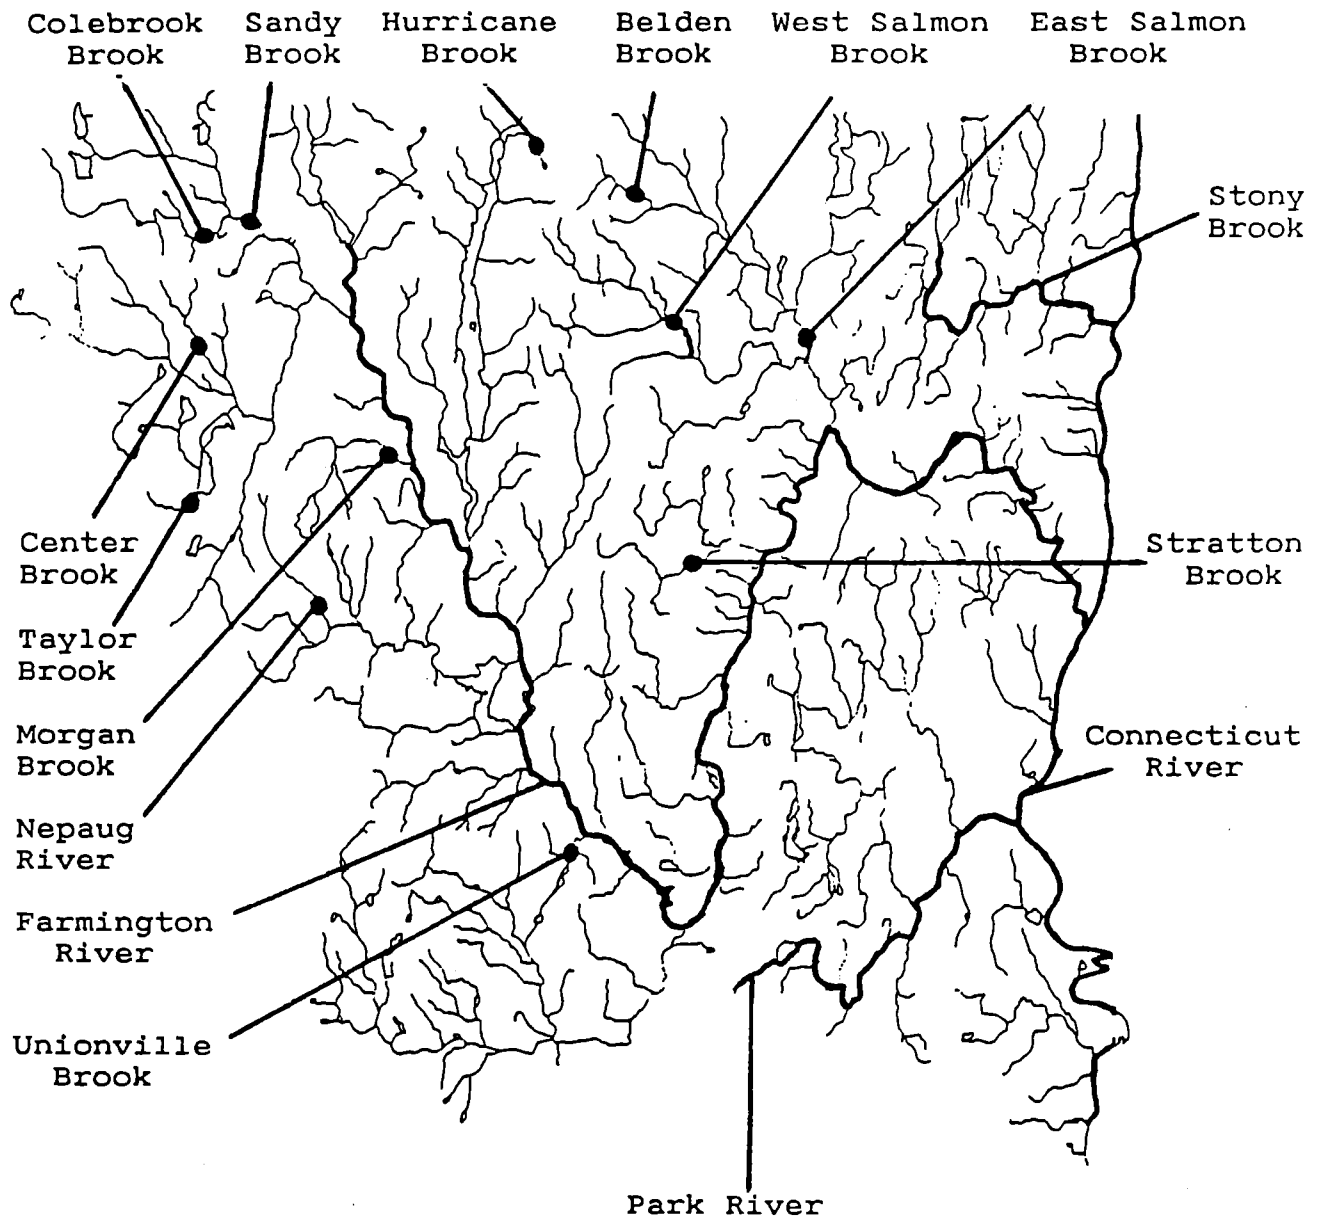 Colebrook
Brook
Sandy
Brook
Hurricane
Brook
Belden
Brook
West Salmon
Brook
East Salmon
Brook
Stony
Brook
Center
Brook
Stratton
Brook
Taylor
Brook
Morgan
Brook
Connecticut
River
Nepaug
River
Farmington
River
Unionville
Brook
Park River